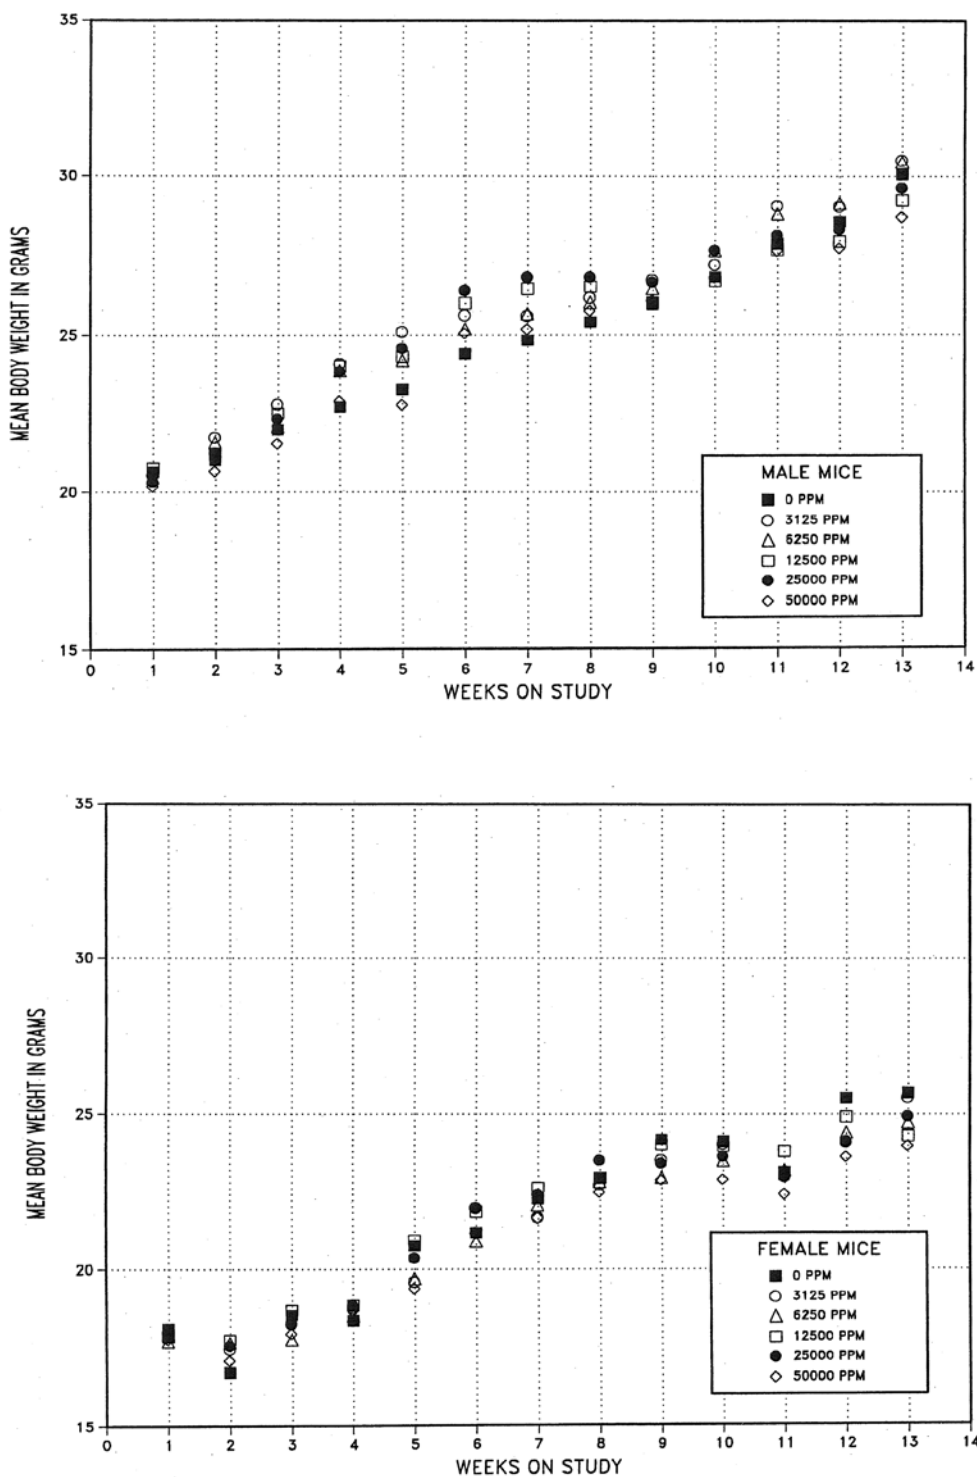 35
30
25
20
15
MEAN BODY WEIGHT IN GRAMS
MALE MICE
0 PPM
3125 PPM
6250 PPM
12500 PPM
25000 PPM
50000 PPM
0 1 2 3 4 5 6 7 8 9 10 11 12 13 14
WEEKS ON STUDY
35
30
25
20
15
MEAN BODY WEIGHT IN GRAMS
FEMALE MICE
0 PPM
3125 PPM
6250 PPM
12500 PPM
25000 PPM
50000 PPM
0 1 2 3 4 5 6 7 8 9 10 11 12 13 14
WEEKS ON STUDY